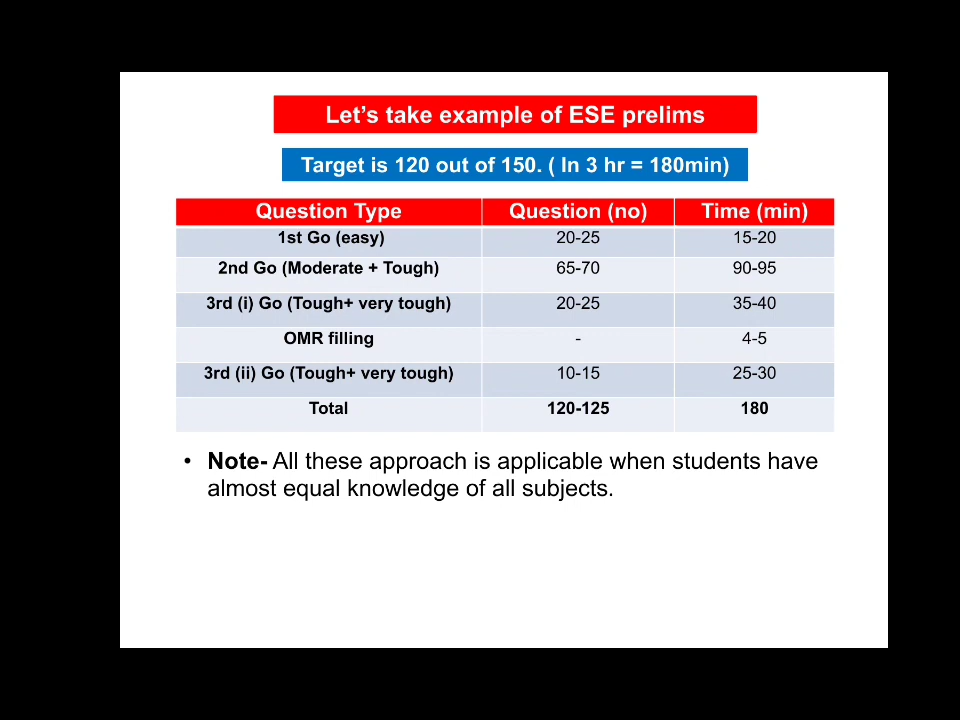 Let’s take example of ESE prelims
Target is 120 out of 150. ( In 3 hr = 180min)
Question Type Question (no) Time (min)
1st Go (easy) 20-25 15-20
2nd Go (Moderate + Tough) 65-70 90-95
3rd (i) Go (Tough+ very tough) 20-25 35-40
OMR filling - 4-5
3rd (ii) Go (Tough+ very tough) 10-15 25-30
Total 120-125 180
• Note- All these approach is applicable when students have
almost equal knowledge of all subjects.